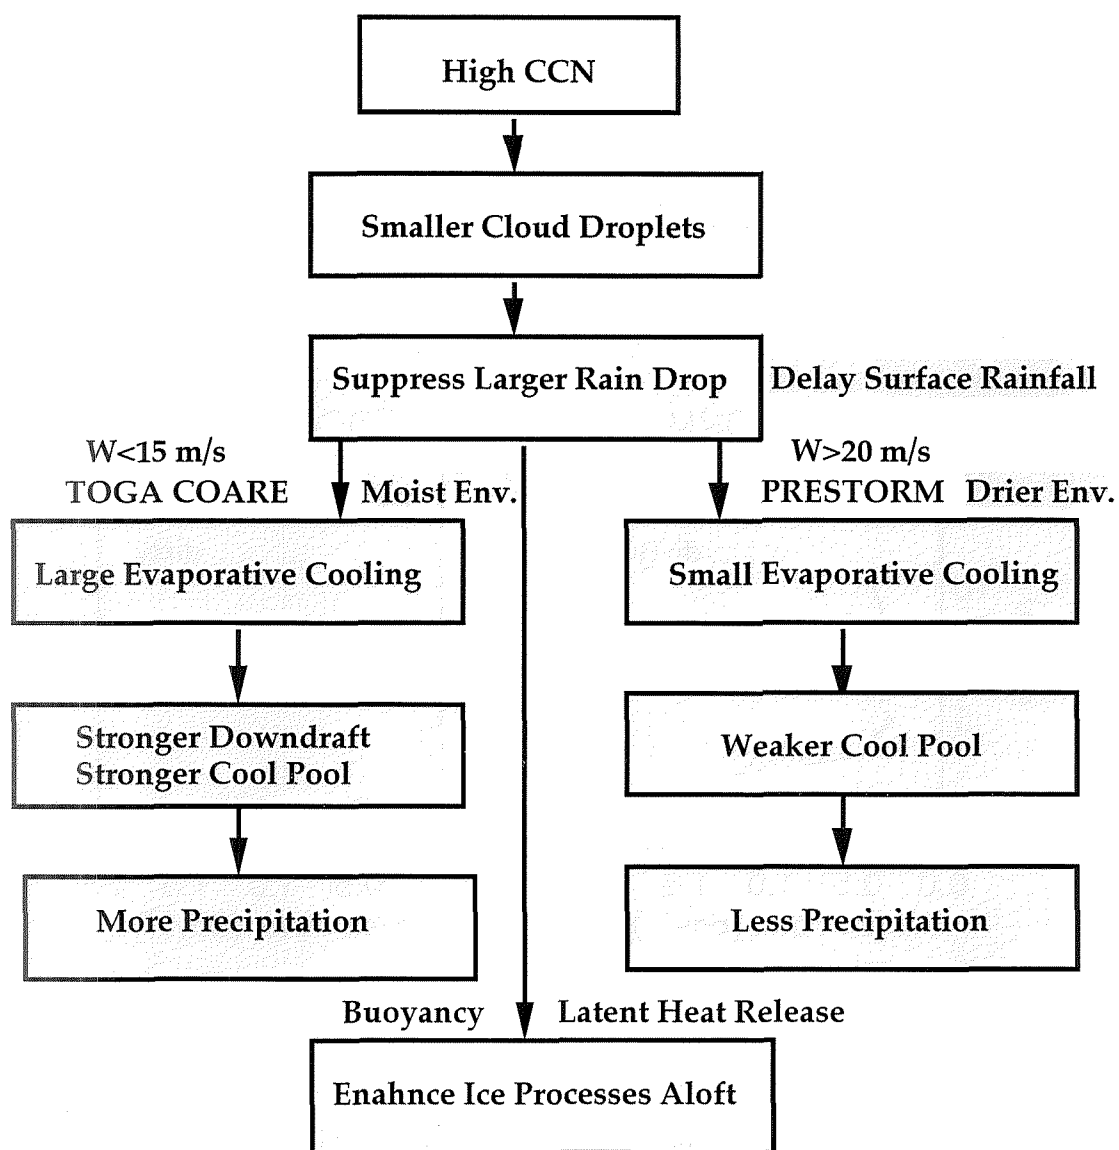 High CCN
Smaller Cloud Droplets
Suppress Larger Rain Drop
Delay Surface Rainfall
W<15 m/s
TOGA COARE
Moist Env.
W>20 m/s
PRESTORM Drier Env.
Large Evaporative Cooling
Small Evaporative Cooling
Stronger Downdraft
Stronger Cool Pool
Weaker Cool Pool
More Precipitation
Less Precipitation
Buoyancy
Latent Heat Release
Enahnce Ice Processes Aloft